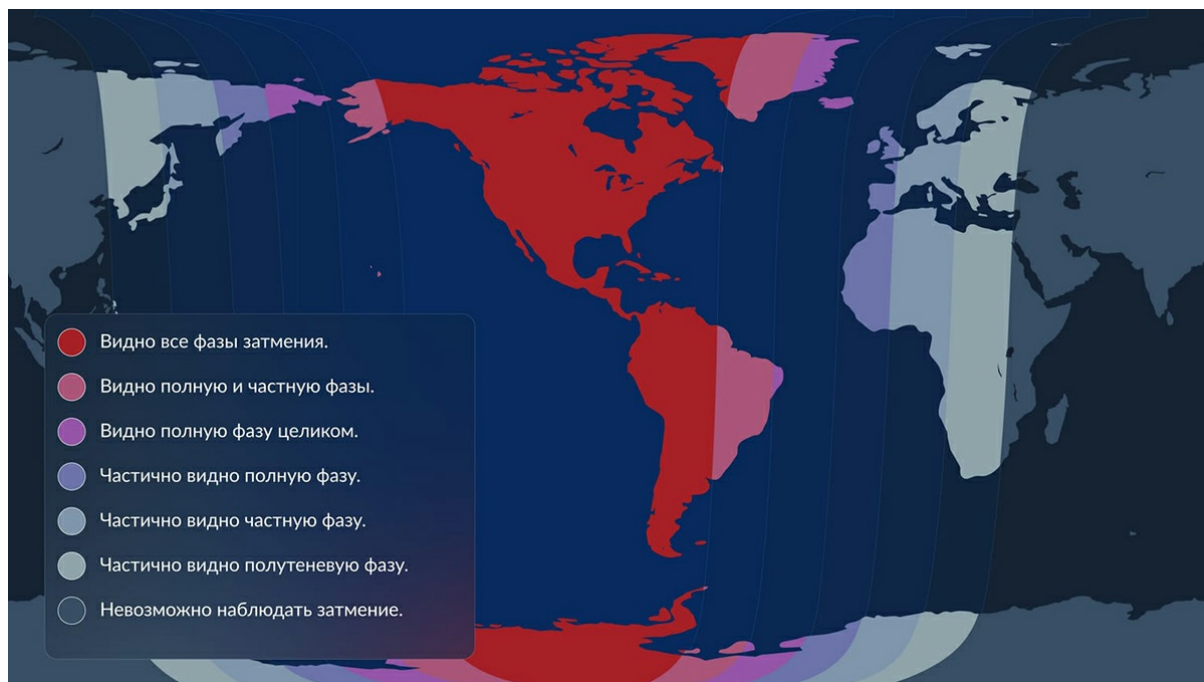 Видно все фазы затмения.
Видно полную и частную фазы.
Видно полную фазу целиком.
Частично видно полную фазу.
Частично видно частную фазу.
Частично видно полутеневую фазу.
Невозможно наблюдать затмение.